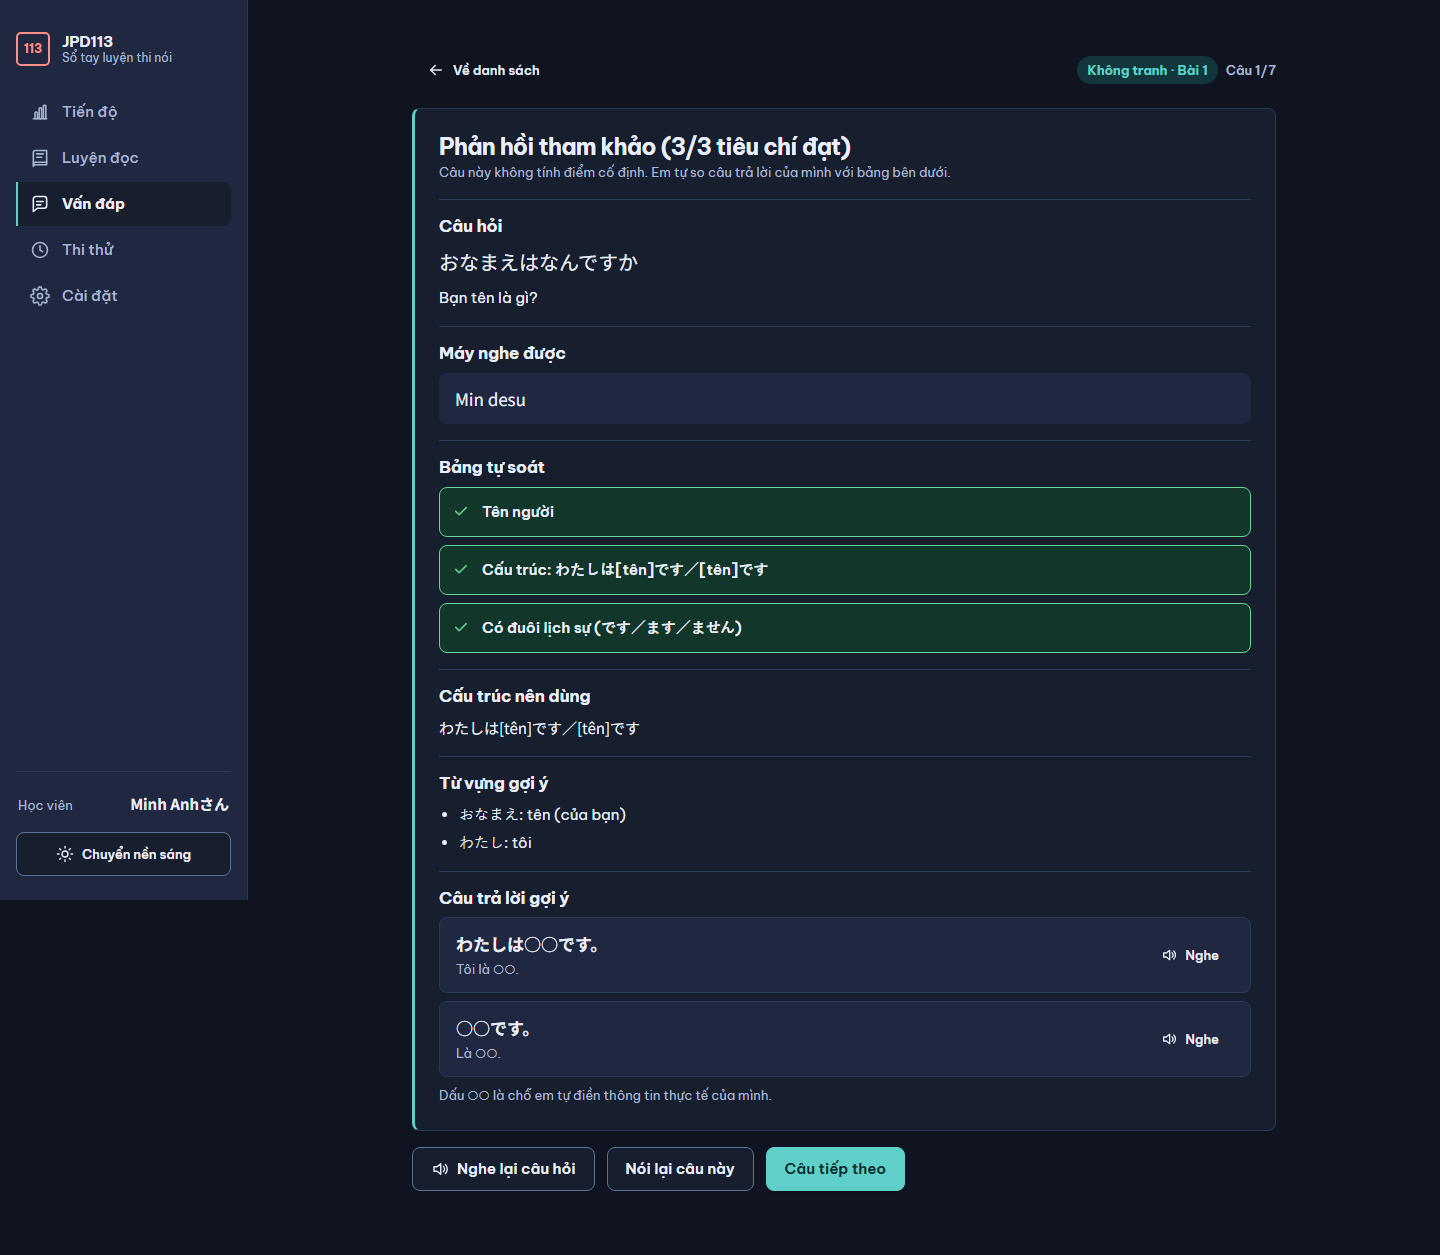 113
JPD113
Sổ tay luyện thi nói
Tiến độ
Luyện đọc
Vấn đáp
Thi thử
Cài đặt
Học viên
Minh Anhさん
Chuyển nền sáng
Về danh sách
Không tranh · Bài 1
Câu 1/7
Phản hồi tham khảo (3/3 tiêu chí đạt)
Câu này không tính điểm cố định. Em tự so câu trả lời của mình với bảng bên dưới.
Câu hỏi
おなまえはなんですか
Bạn tên là gì?
Máy nghe được
Min desu
Bảng tự soát
Tên người
Cấu trúc: わたしは[tên]です／[tên]です
Có đuôi lịch sự (です／ます／ません)
Cấu trúc nên dùng
わたしは[tên]です／[tên]です
Từ vựng gợi ý
• おなまえ: tên (của bạn)
• わたし: tôi
Câu trả lời gợi ý
わたしは〇〇です。
Tôi là ○○.
Nghe
〇〇です。
Là ○○.
Nghe
Dấu ○○ là chỗ em tự điền thông tin thực tế của mình.
Nghe lại câu hỏi
Nói lại câu này
Câu tiếp theo